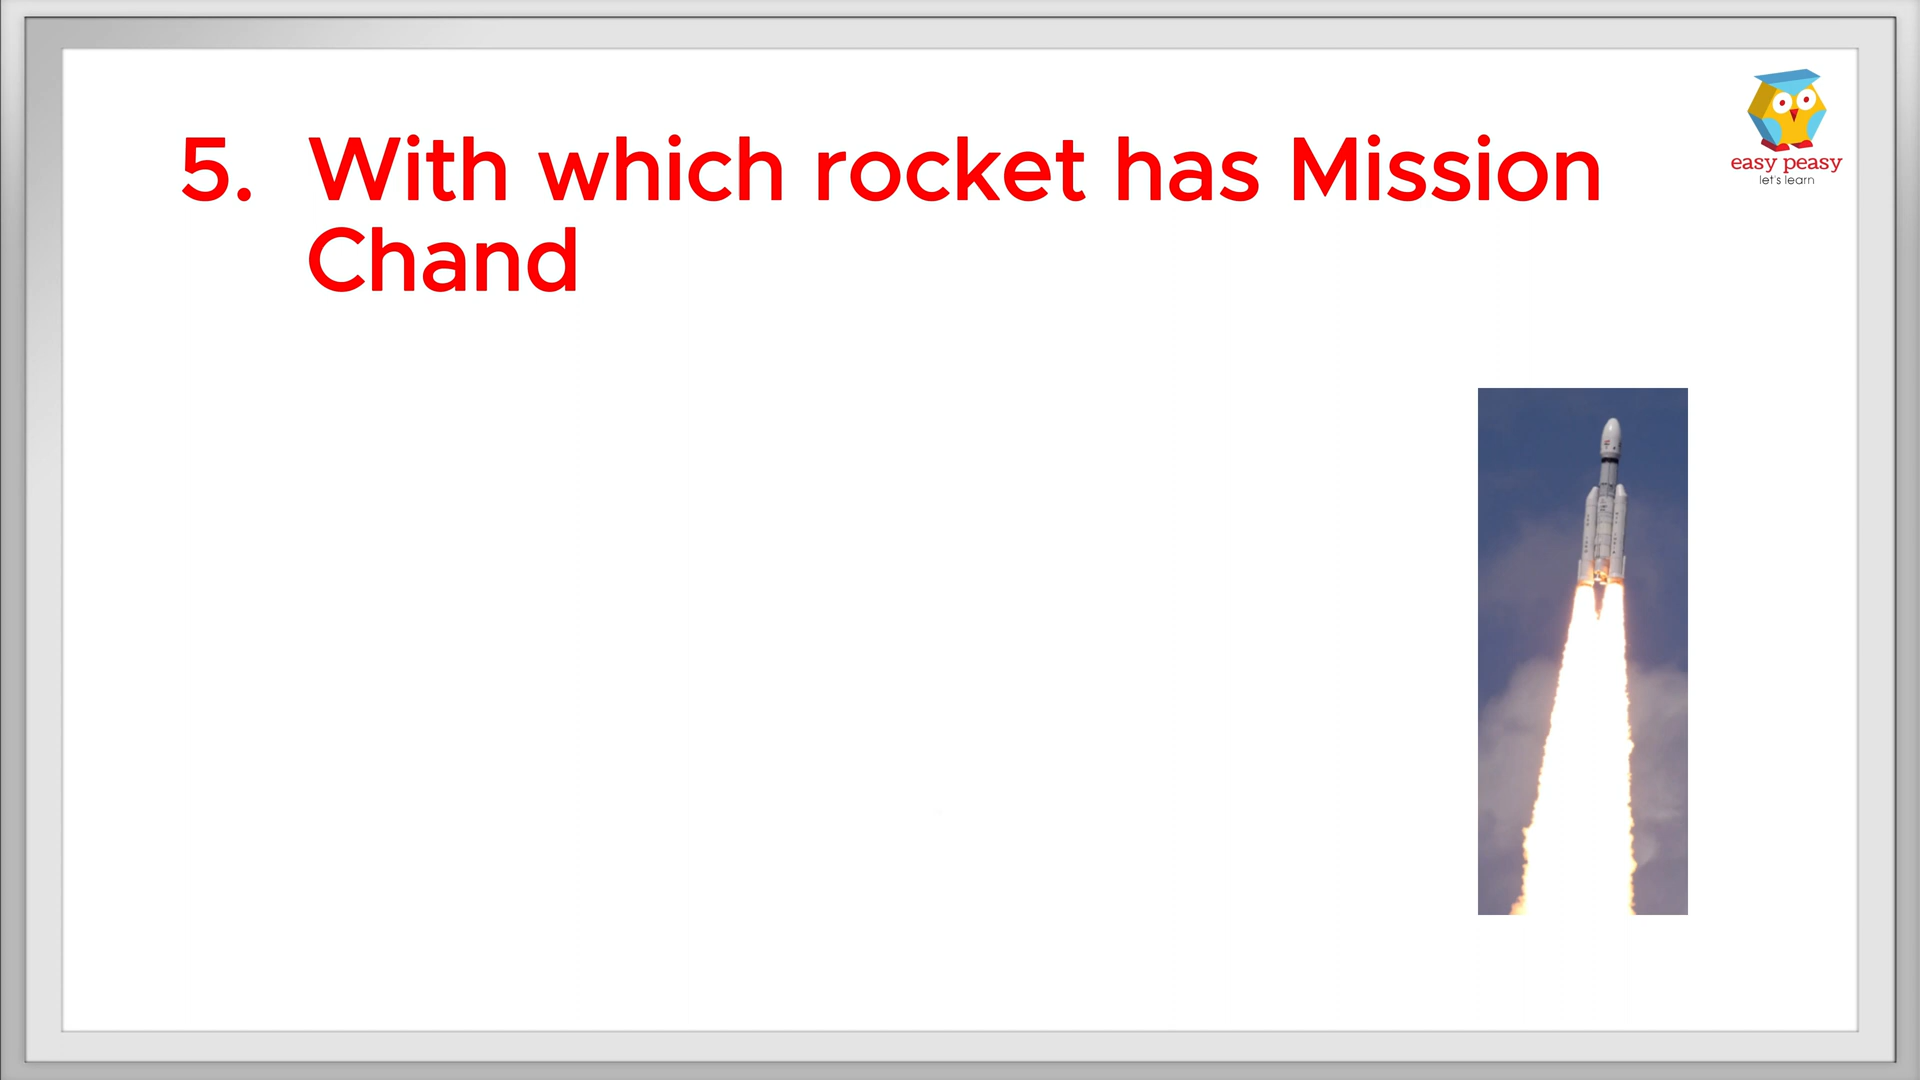 5. With which rocket has Mission
Chand
easy peasy
let's learn